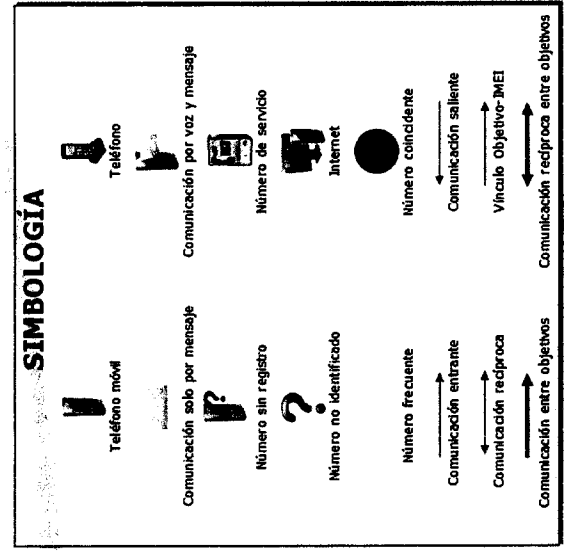 SIMBOLOGÍA
Teléfono móvil
Teléfono
Comunicación solo por mensaje
Comunicación por voz y mensaje
Número sin registro
Número de servicio
Número no identificado
Internet
Número frecuente
Número coincidente
Comunicación entrante
Comunicación saliente
Comunicación recíproca
Vínculo Objetivo-IMEI
Comunicación entre objetivos
Comunicación recíproca entre objetivos